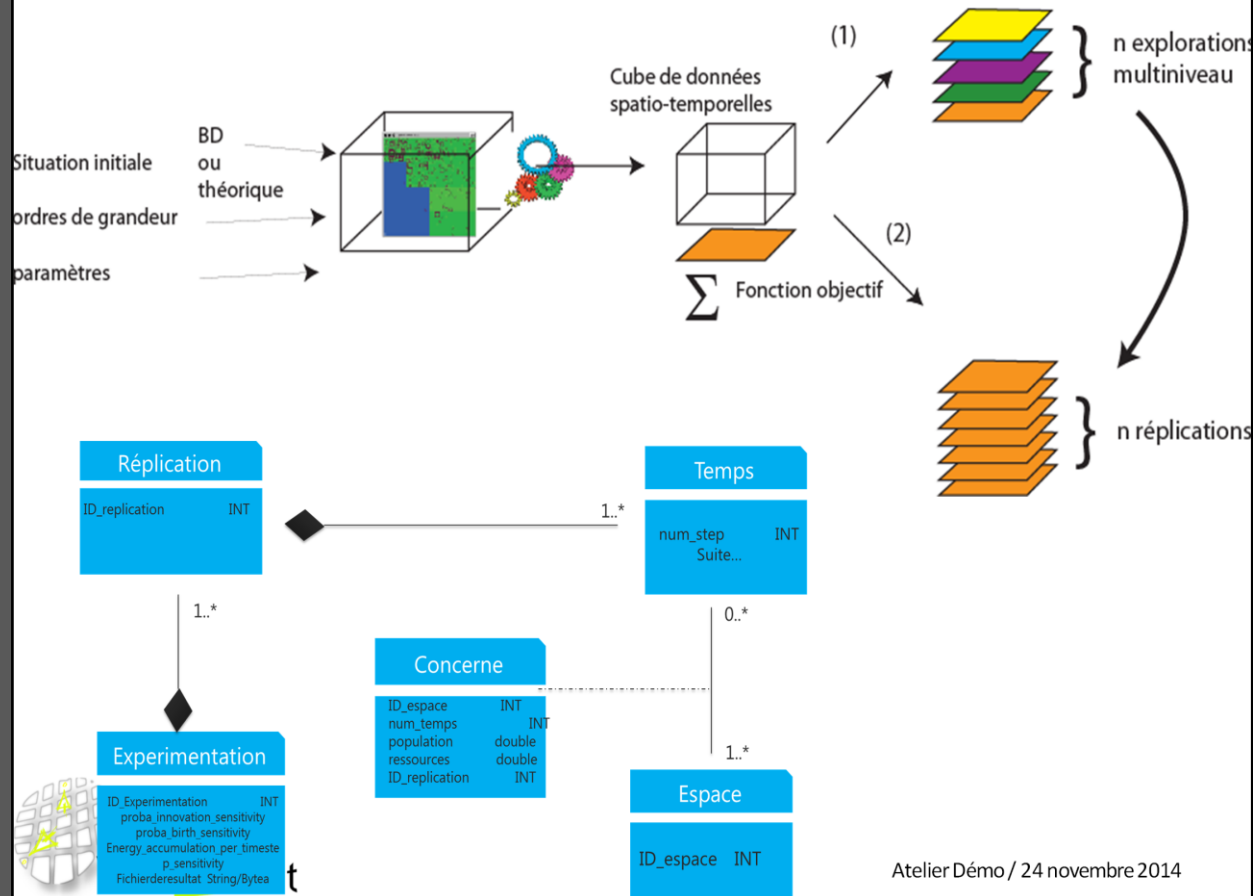 (1)
n explorations
multiniveau
Cube de données
spatio-temporelles
BD
ou
théorique
Situation initiale
ordres de grandeur
paramètres
(2)
∑ Fonction objectif
n réplications
Réplication
ID_replication INT
1..*
Temps
num_step INT
Suite...
1..*
0..*
Concerne
ID_espace INT
num_temps INT
population double
ressources double
ID_replication INT
1..*
Experimentation
ID_Experimentation INT
proba_innovation_sensitivity
proba_birth_sensitivity
Energy_accumulation_per_timeste
p_sensitivity
Fichierderesultat String/Bytea
Espace
ID_espace INT
t
Atelier Démo / 24 novembre 2014